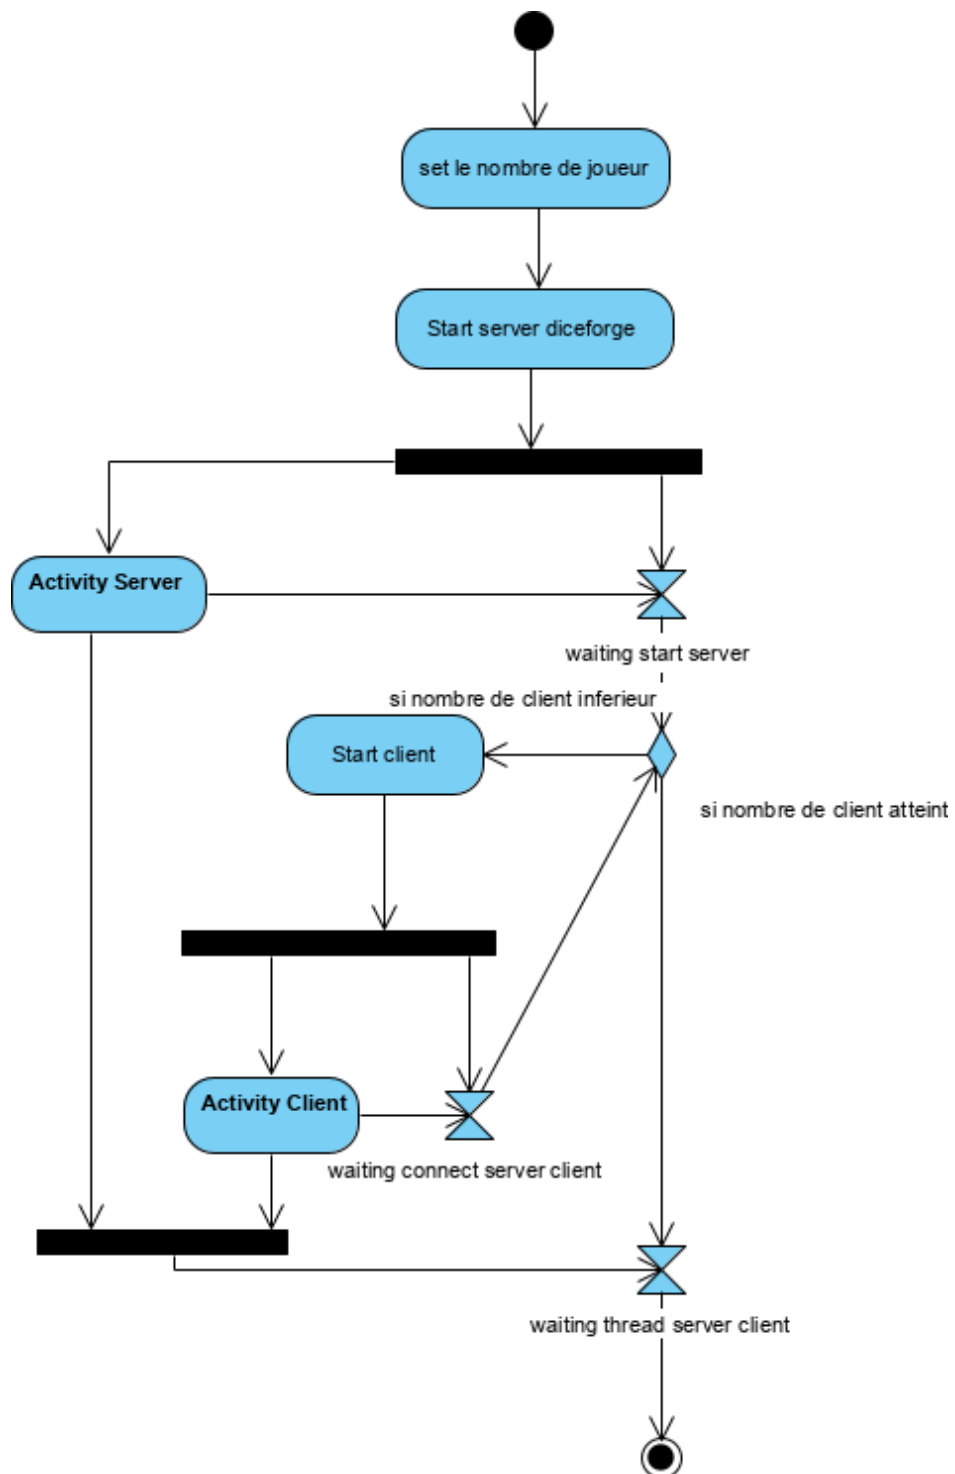 set le nombre de joueur
Start server diceforge
Activity Server
waiting start server
si nombre de client inferieur
Start client
si nombre de client atteint
Activity Client
waiting connect server client
waiting thread server client